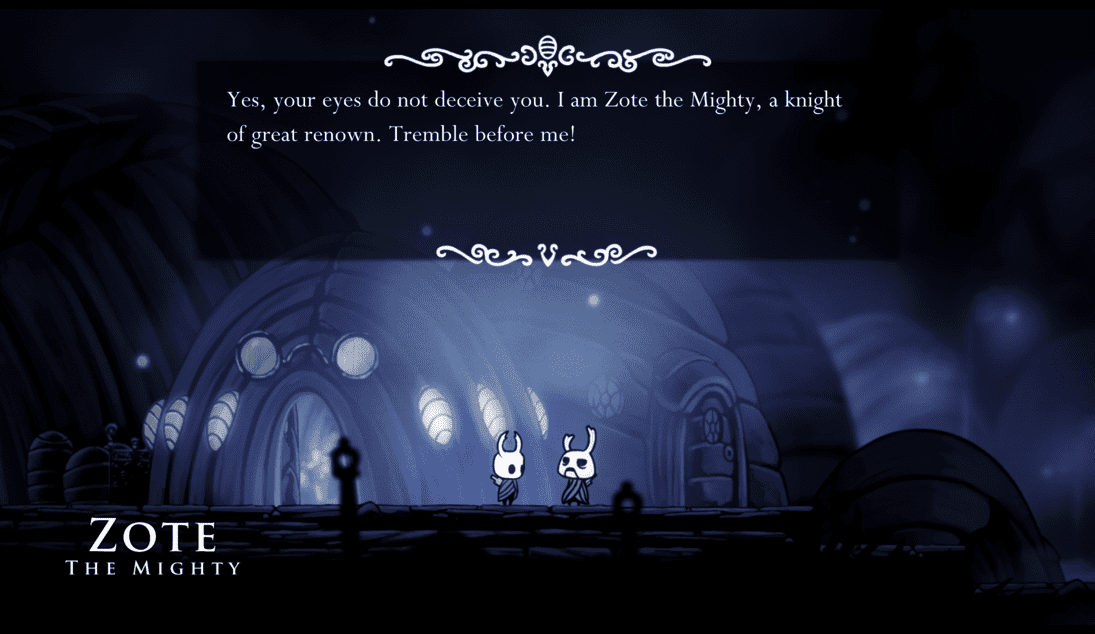 Yes, your eyes do not deceive you. I am Zote the Mighty, a knight
of great renown. Tremble before me!
ZOTE
THE MIGHTY